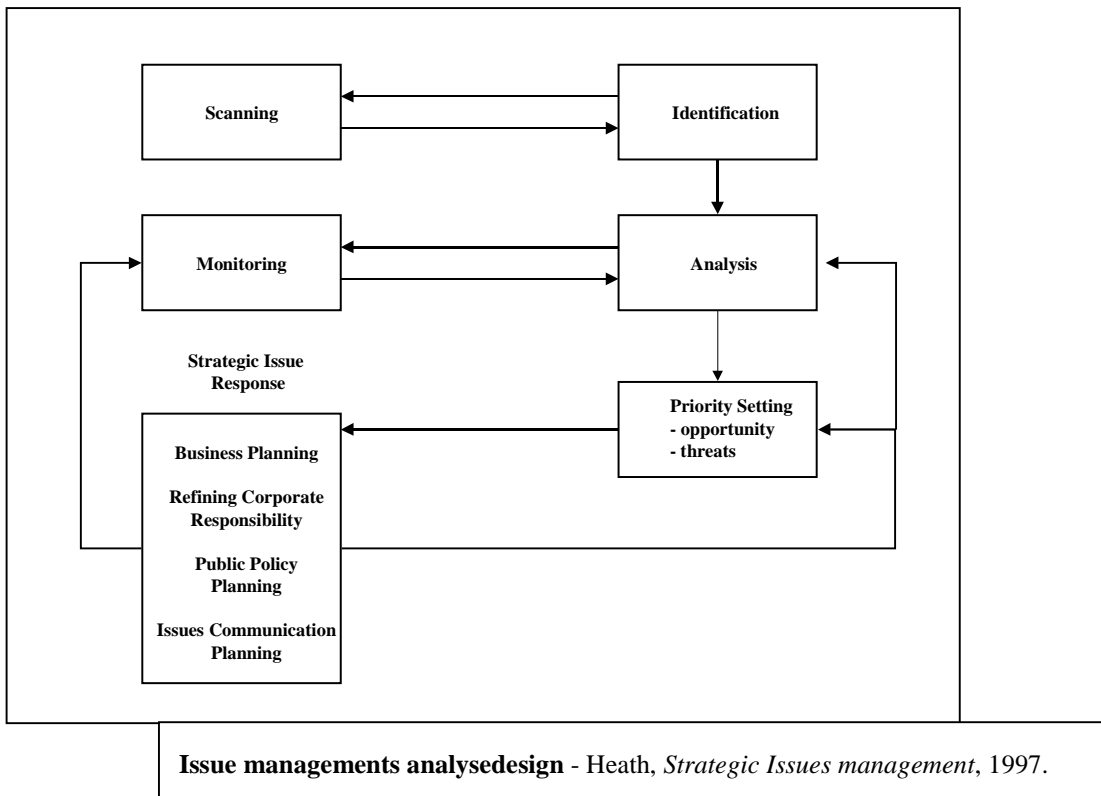 Scanning
Identification
Monitoring
Analysis
Strategic Issue
Response
Priority Setting
- opportunity
- threats
Business Planning
Refining Corporate
Responsibility
Public Policy
Planning
Issues Communication
Planning
Issue managements analysedesign - Heath, Strategic Issues management, 1997.